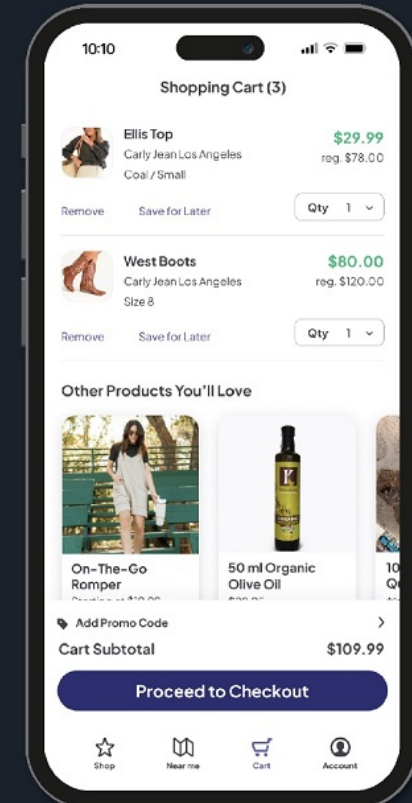 10:10
Shopping Cart (3)
Ellis Top
$29.99
Carly Jean Los Angeles
reg. $78.00
Coal / Small
Remove
Save for Later
Qty 1
West Boots
$80.00
Carly Jean Los Angeles
reg. $120.00
Size 8
Remove
Save for Later
Qty 1
Other Products You'll Love
K
On-The-Go
Romper
50 ml Organic
Olive Oil
10
Add Promo Code
Cart Subtotal
$109.99
Proceed to Checkout
Shop
Near me
Cart
Account